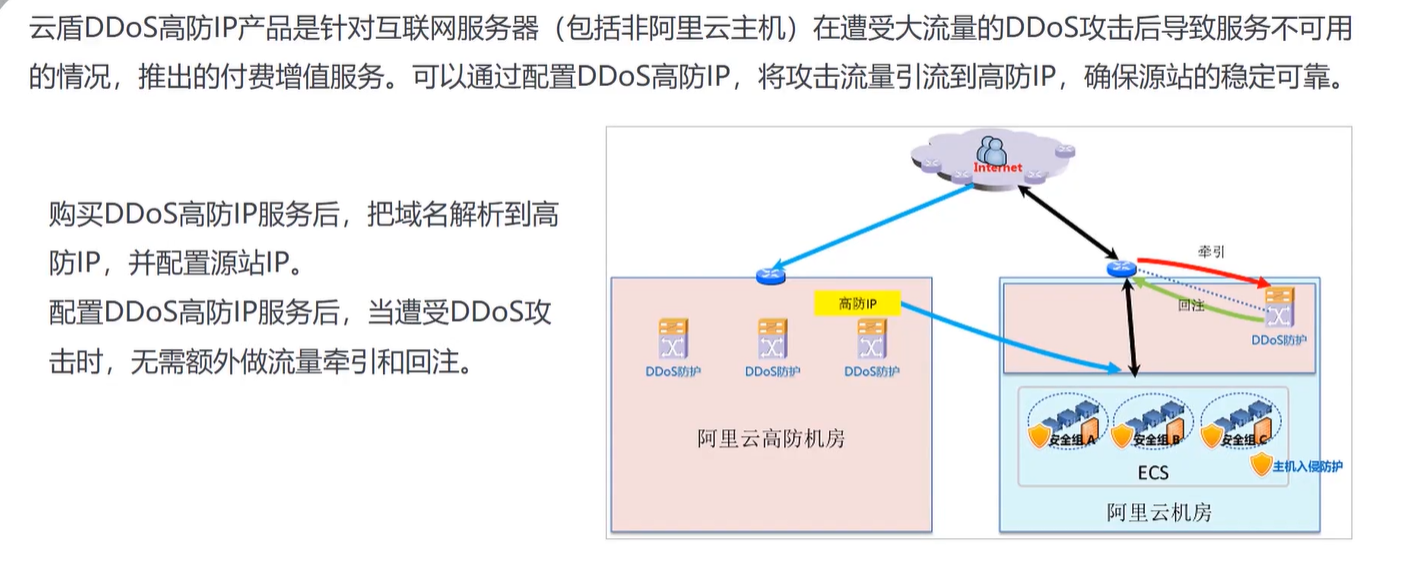 云盾DDoS高防IP产品是针对互联网服务器（包括非阿里云主机）在遭受大流量的DDoS攻击后导致服务不可用
的情况，推出的付费增值服务。可以通过配置DDoS高防IP，将攻击流量引流到高防IP，确保源站的稳定可靠。
购买DDoS高防IP服务后，把域名解析到高
防IP，并配置源站IP。
配置DDoS高防IP服务后，当遭受DDoS攻
击时，无需额外做流量牵引和回注。
Internet
牵引
高防IP
回注
DDoS防护
DDoS防护
DDoS防护
DDoS防护
阿里云高防机房
安全组A
安全组B
安全组C
ECS
主机入侵防护
阿里云机房